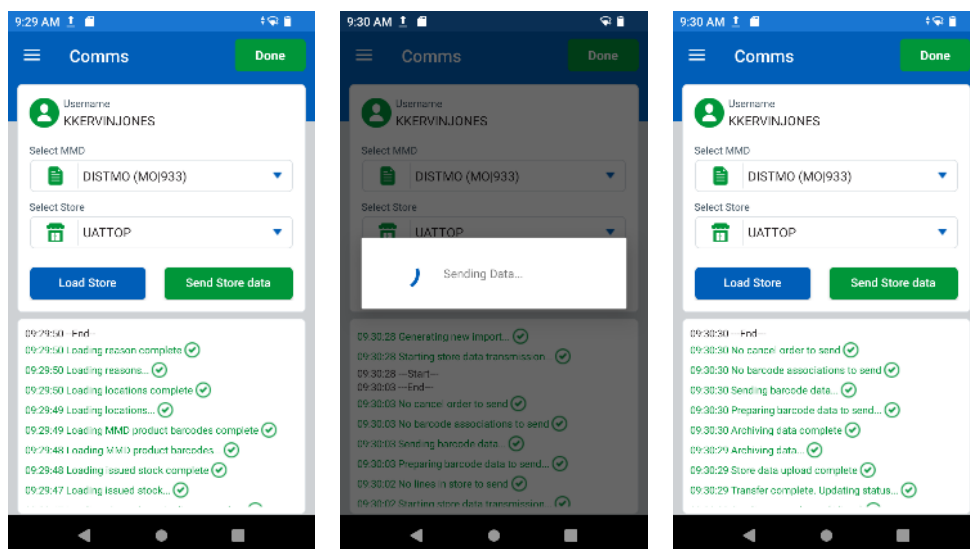 9:29 AM
Comms
Done
Username
KKERVINJONES
Select MMD
DISTMO (MO|933)
Select Store
UATTOP
Load Store
Send Store data
09:29:50 --End--
09:29:50 Loading reason complete
09:29:50 Loading reasons...
09:29:50 Loading locations complete
09:29:49 Loading locations...
09:29:49 Loading MMD product barcodes complete
09:29:48 Loading MMD product barcodes...
09:29:48 Loading issued stock complete
09:29:47 Loading issued stock...
9:30 AM
Comms
Done
Username
KKERVINJONES
Select MMD
DISTMO (MO|933)
Select Store
UATTOP
Sending Data...
09:30:28 Generating new import...
09:30:28 Starting store data transmission...
09:30:28 ---Start---
09:30:03 ---End---
09:30:03 No cancel order to send
09:30:03 No barcode associations to send
09:30:03 Sending barcode data...
09:30:03 Preparing barcode data to send...
09:30:02 No lines in store to send
09:30:02 Starting store data transmission...
9:30 AM
Comms
Done
Username
KKERVINJONES
Select MMD
DISTMO (MO|933)
Select Store
UATTOP
Load Store
Send Store data
09:30:30 ---End---
09:30:30 No cancel order to send
09:30:30 No barcode associations to send
09:30:30 Sending barcode data...
09:30:30 Preparing barcode data to send...
09:30:30 Archiving data complete
09:30:29 Archiving data...
09:30:29 Store data upload complete
09:30:29 Transfer complete. Updating status...